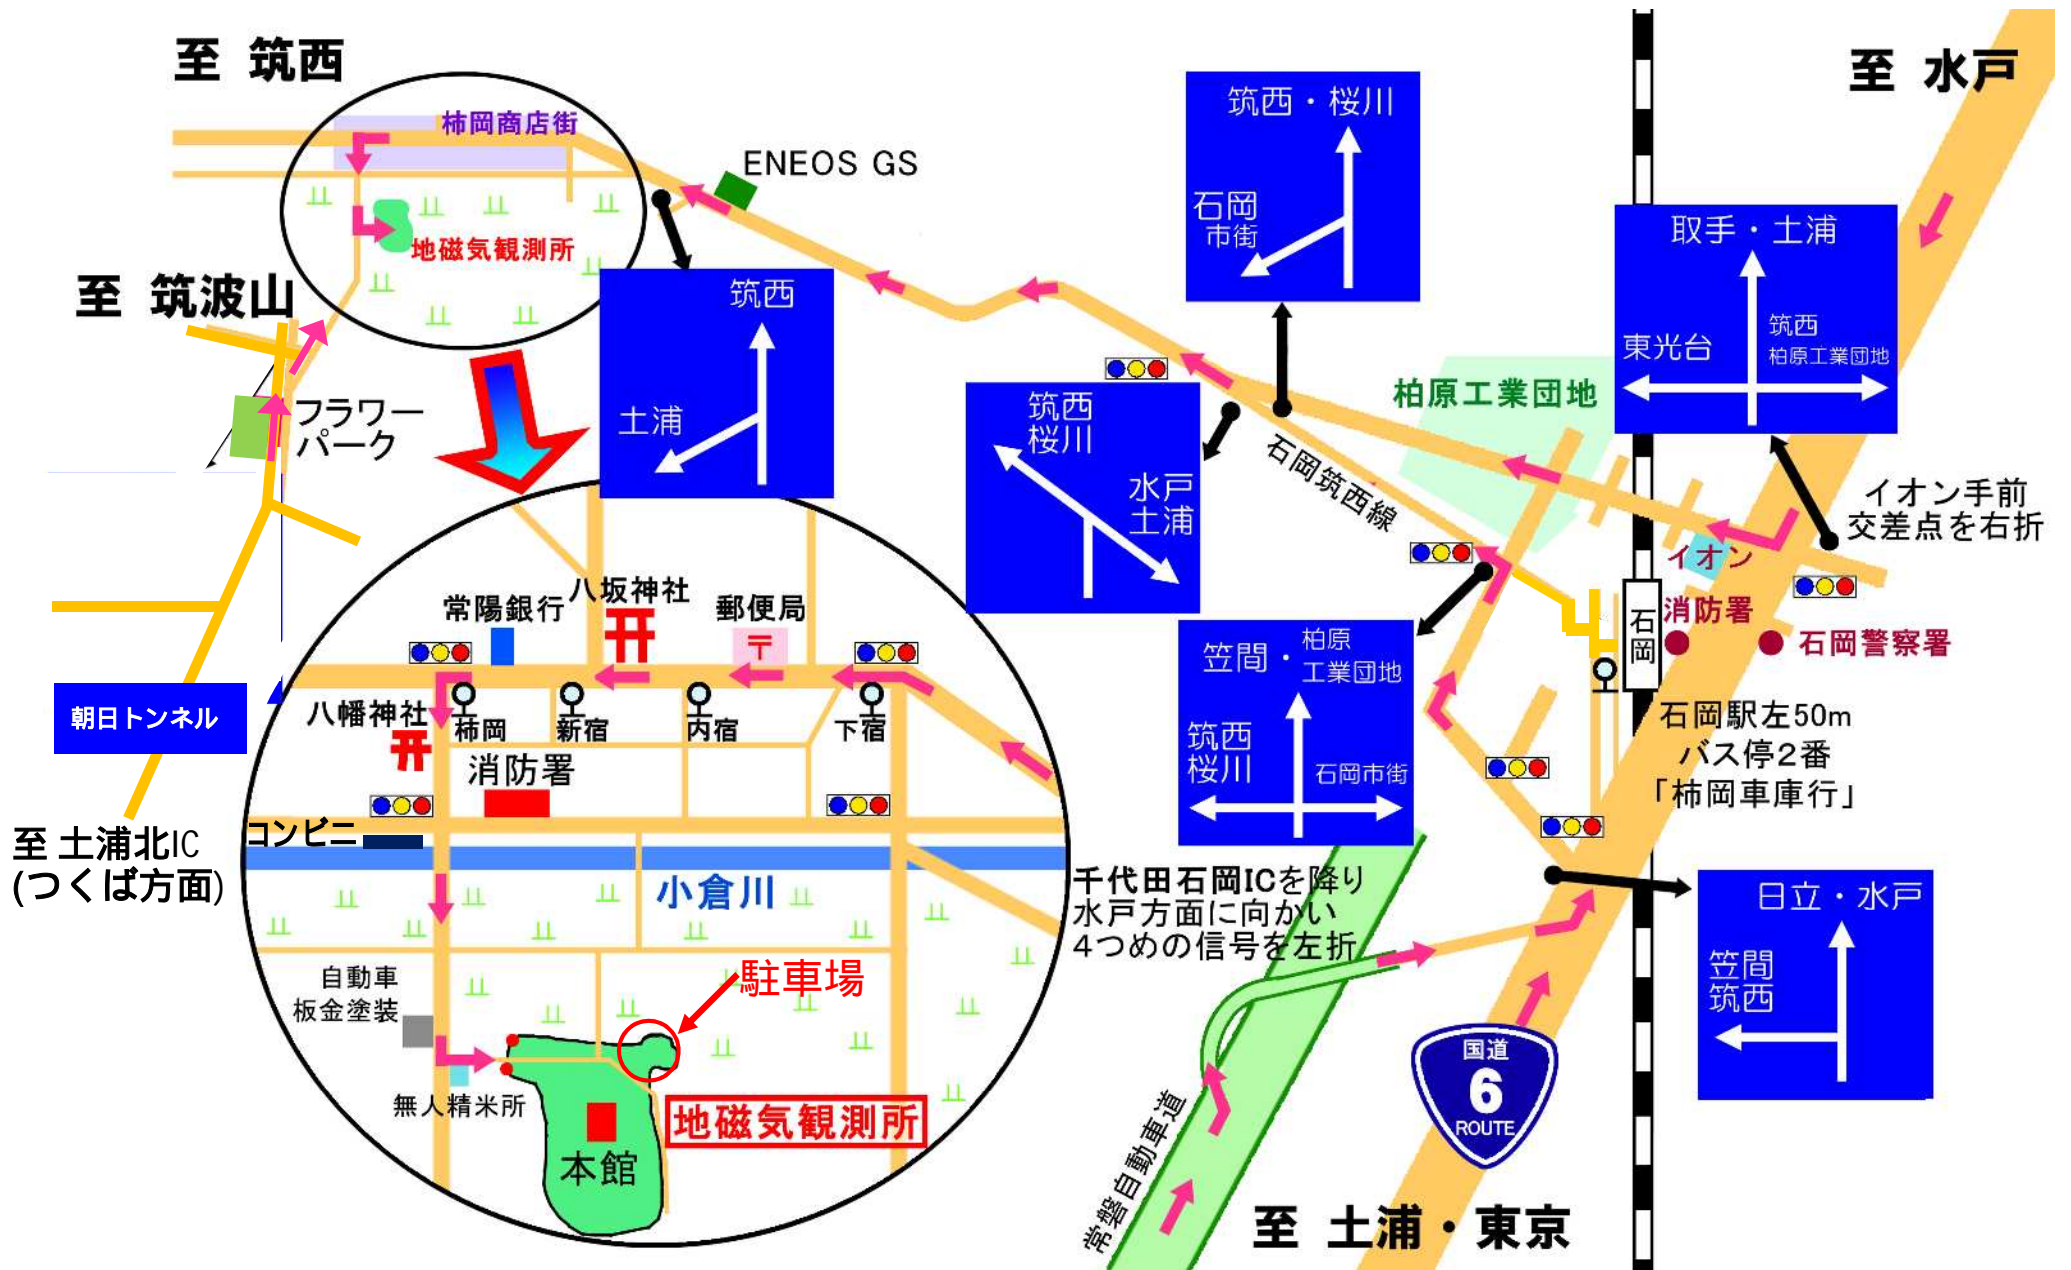 至 筑西
柿岡商店街
地磁気観測所
ENEOS GS
至 筑波山
フラワー
パーク
筑西
土浦
筑西・桜川
石岡
市街
至 水戸
取手・土浦
東光台
筑西
柏原工業団地
柏原工業団地
筑西
桜川
水戸
土浦
石岡筑西線
イオン手前
交差点を右折
イオン
消防署
石岡警察署
石岡
笠間・
柏原
工業団地
筑西
桜川
石岡市街
石岡駅左50m
バス停2番
「柿岡車庫行」
朝日トンネル
至 土浦北IC
(つくば方面)
常陽銀行
八坂神社
郵便局
〒
八幡神社
柿岡
新宿
内宿
下宿
消防署
コンビニ
小倉川
自動車
板金塗装
駐車場
無人精米所
地磁気観測所
本館
千代田石岡ICを降り
水戸方面に向かい
4つめの信号を左折
日立・水戸
笠間
筑西
国道
6
ROUTE
常磐自動車道
至 土浦・東京